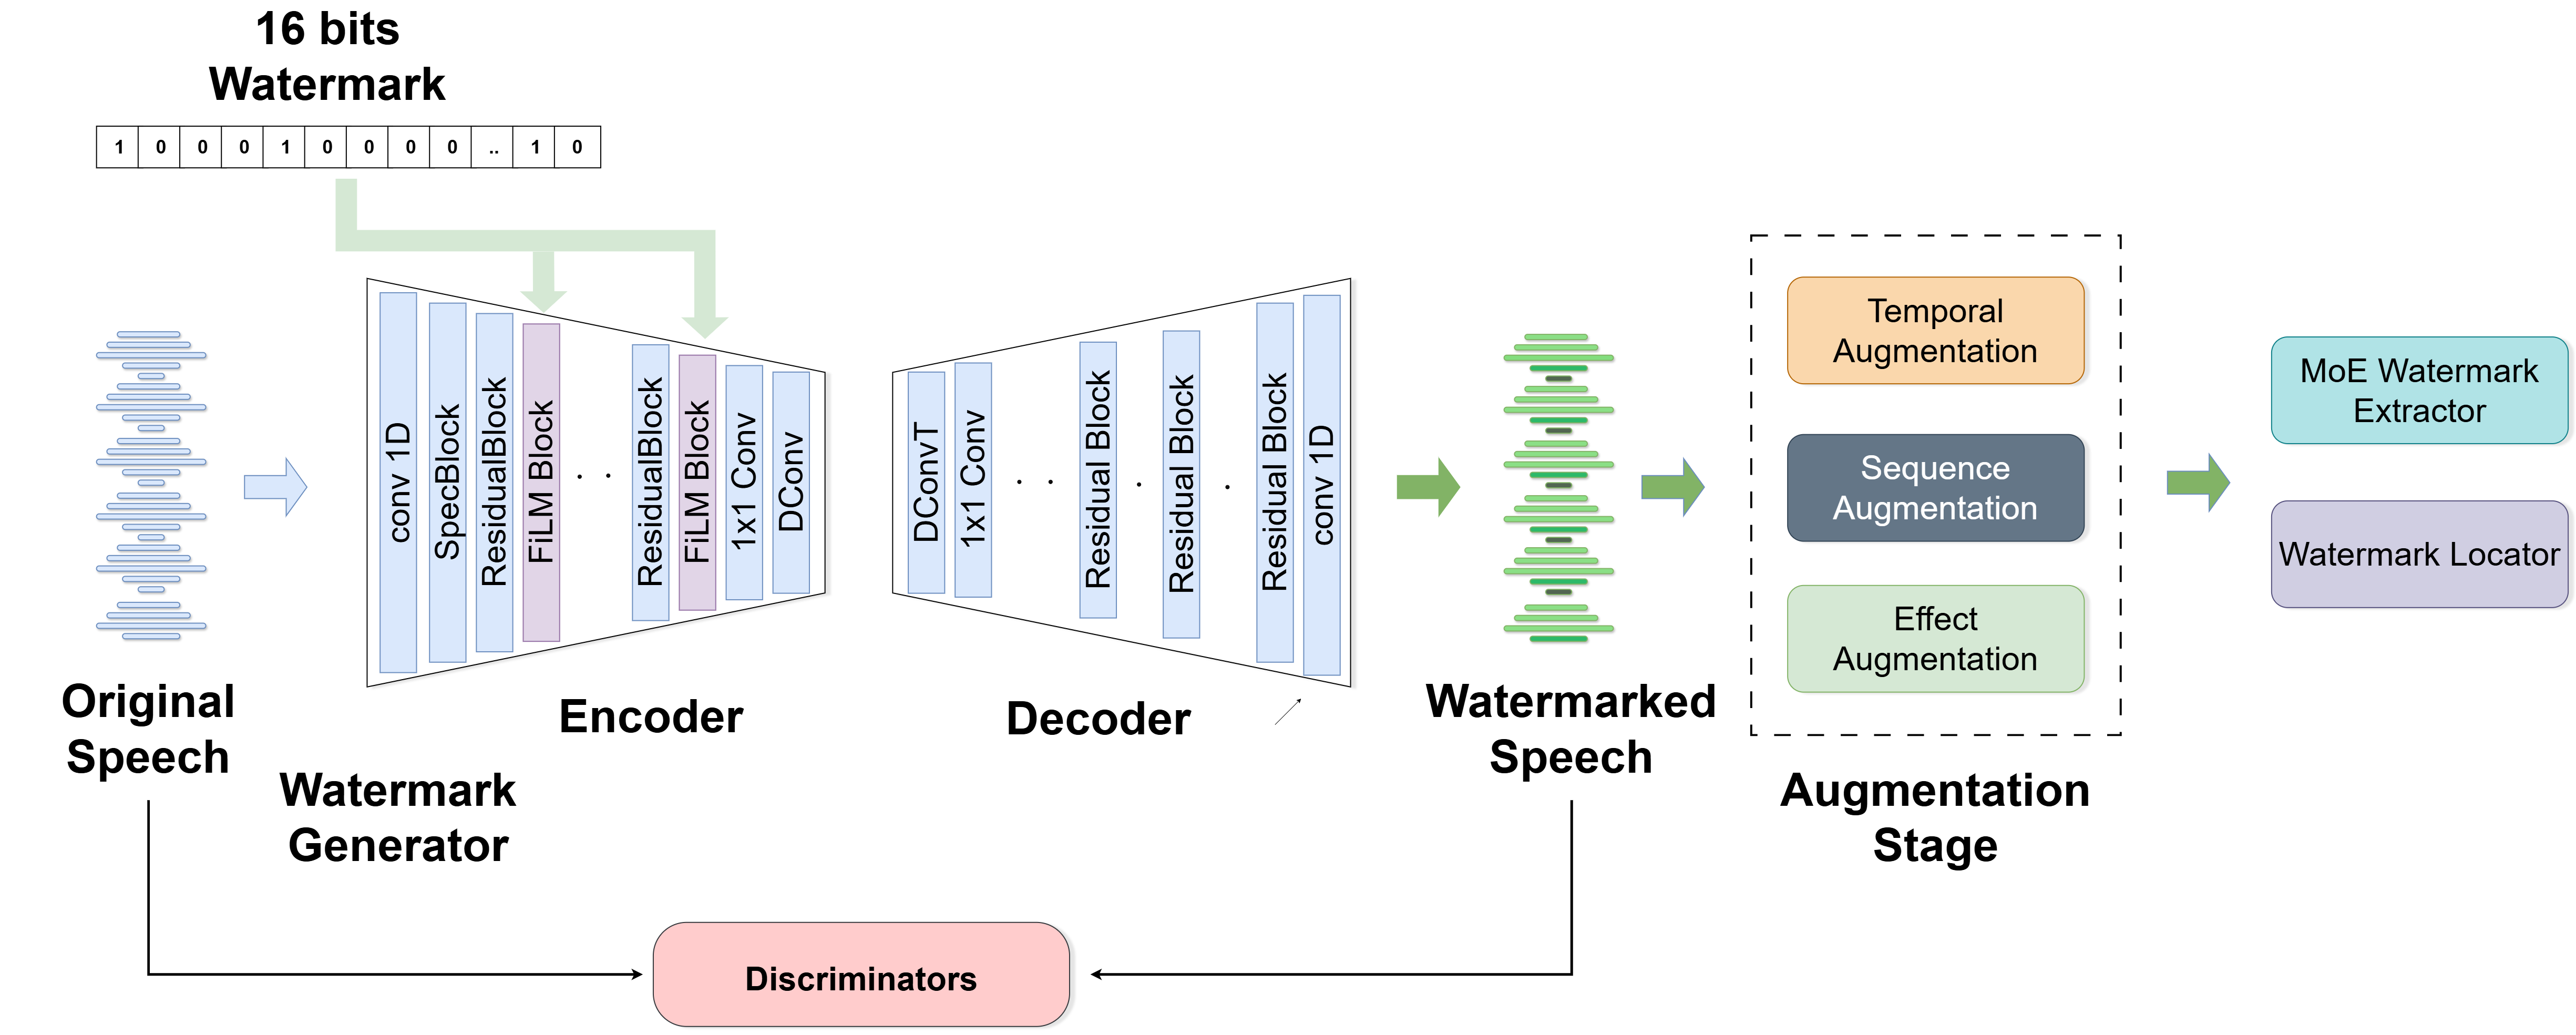 16 bits
Watermark
1 0 0 0 1 0 0 0 0 .. 1 0
Original
Speech
conv 1D
SpecBlock
ResidualBlock
FiLM Block
. .
ResidualBlock
FiLM Block
1x1 Conv
DConv
Encoder
Watermark
Generator
DConvT
1x1 Conv
. .
Residual Block
.
Residual Block
.
Residual Block
conv 1D
Decoder
Watermarked
Speech
Temporal
Augmentation
Sequence
Augmentation
Effect
Augmentation
Augmentation
Stage
MoE Watermark
Extractor
Watermark Locator
Discriminators